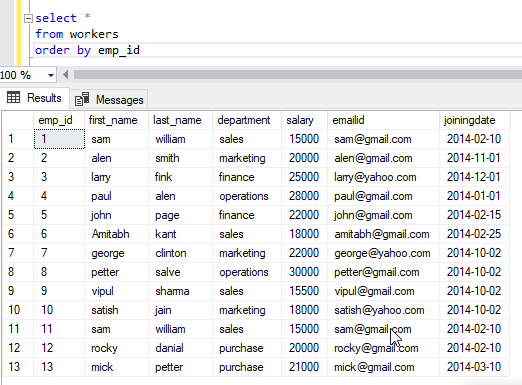 select *
from workers
order by emp_id
100 %
Results Messages
emp_id first_name last_name department salary emailid joiningdate
1 1 sam william sales 15000 sam@gmail.com 2014-02-10
2 2 alen smith marketing 20000 alen@gmail.com 2014-11-01
3 3 larry fink finance 25000 larry@yahoo.com 2014-12-01
4 4 paul alen operations 28000 paul@gmail.com 2014-01-01
5 5 john page finance 22000 john@gmail.com 2014-02-15
6 6 Amitabh kant sales 18000 amitabh@gmail.com 2014-02-25
7 7 george clinton marketing 22000 george@yahoo.com 2014-10-02
8 8 petter salve operations 30000 petter@gmail.com 2014-10-02
9 9 vipul sharma sales 15500 vipul@gmail.com 2014-10-02
10 10 satish jain marketing 18000 satish@yahoo.com 2014-10-02
11 11 sam william sales 15000 sam@gmail.com 2014-02-10
12 12 rocky danial purchase 20000 rocky@gmail.com 2014-02-10
13 13 mick petter purchase 21000 mick@gmail.com 2014-03-10